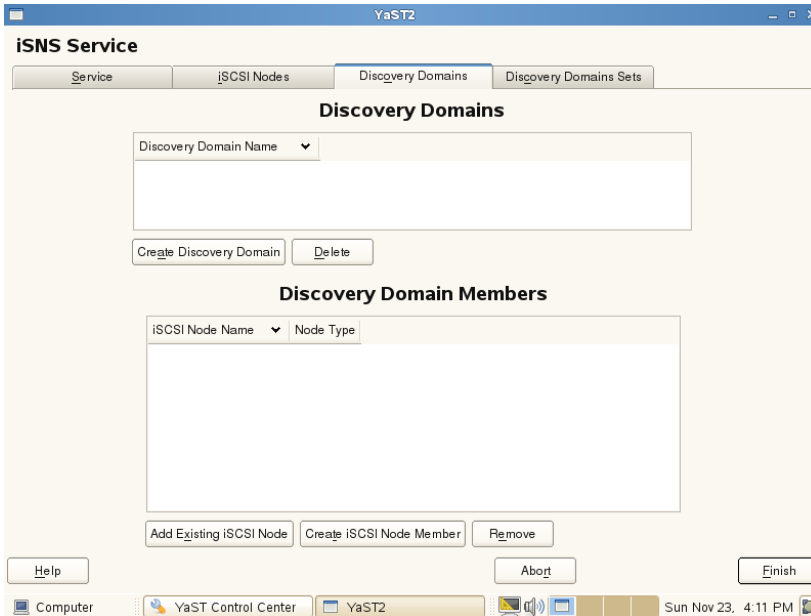 YaST2
iSNS Service
Service iSCSI Nodes Discovery Domains Discovery Domains Sets
Discovery Domains
Discovery Domain Name
Create Discovery Domain Delete
Discovery Domain Members
iSCSI Node Name Node Type
Add Existing iSCSI Node Create iSCSI Node Member Remove
Help Abort Finish
Computer YaST Control Center YaST2 Sun Nov 23, 4:11 PM